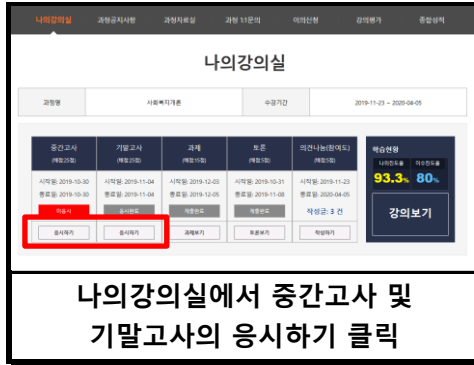 나의강의실 과정공지사항 과정자료실 과정 1:1문의 이의신청 강의평가 종합성적
나의강의실
과정명 사회복지개론 수강기간 2019-11-23 ~ 2020-04-05
중간고사 기말고사 과제 토론 의견나눔(참여도) 학습현황
(배점:25점) (배점:25점) (배점:15점) (배점:5점) (배점:5점) 나의진도율 이수진도율
시작일: 2019-10-30 시작일: 2019-11-04 시작일: 2019-12-03 시작일: 2019-10-31 시작일: 2019-11-23 93.3% 80%
종료일: 2019-10-30 종료일: 2019-11-04 종료일: 2019-12-05 종료일: 2019-11-08 종료일: 2020-04-05
미응시 응시완료 제출완료 제출완료 작성글: 3 건 강의보기
응시하기 응시하기 과제보기 토론보기 작성하기
나의강의실에서 중간고사 및
기말고사의 응시하기 클릭